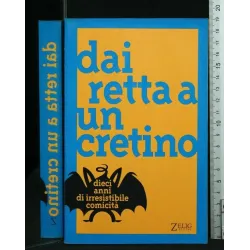 dai retta a un cretino
dai
retta a
un
cretino
dieci
anni
di irresistibile
comicità
ZELIG